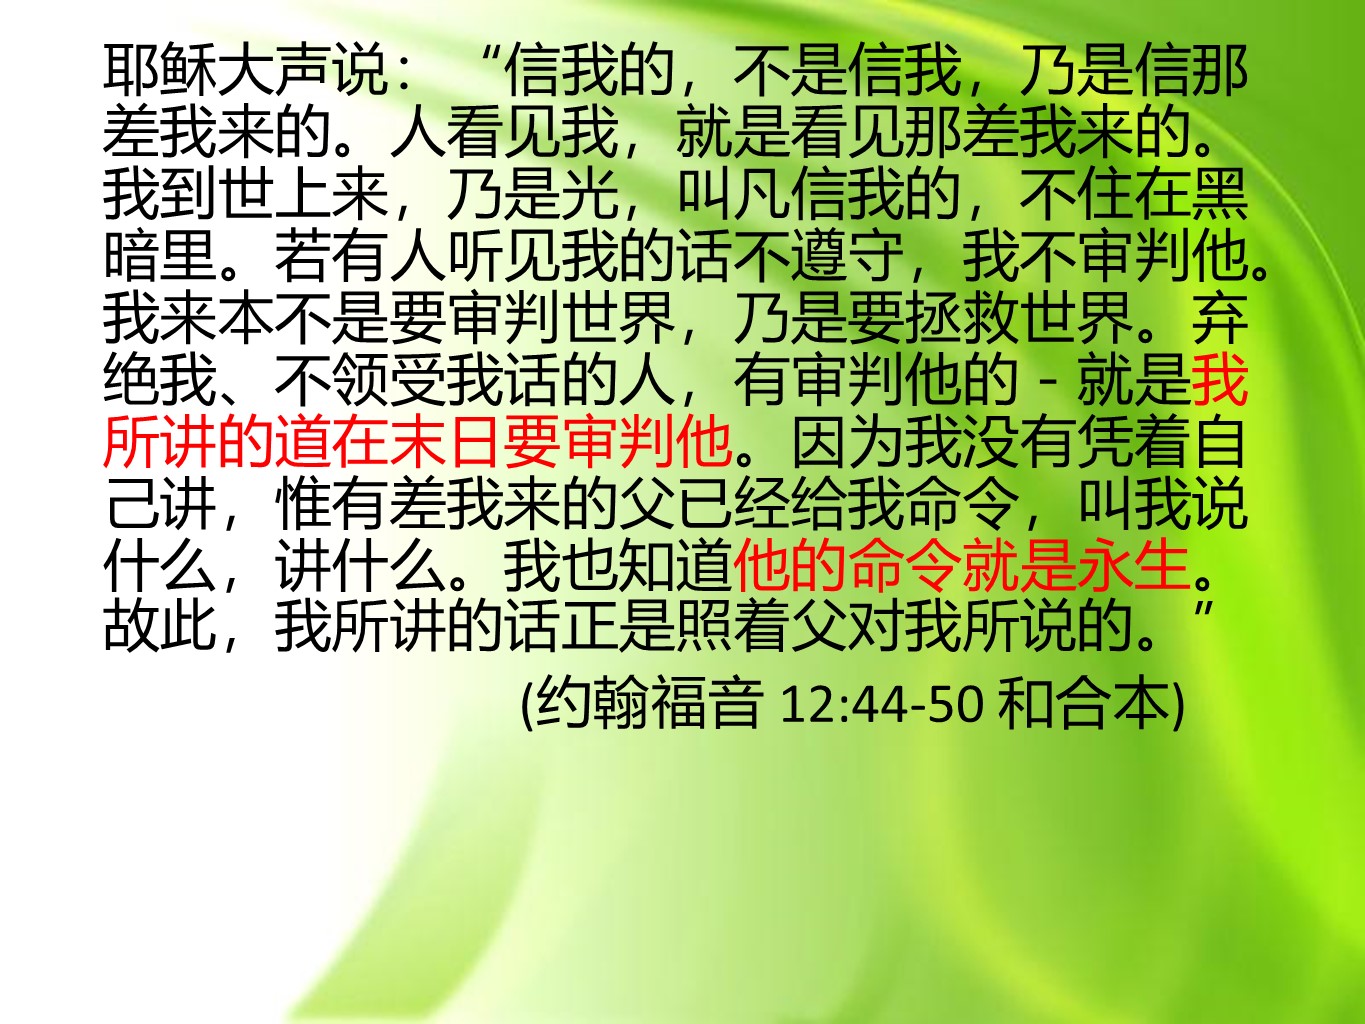 耶稣大声说：“信我的，不是信我，乃是信那
差我来的。人看见我，就是看见那差我来的。
我到世上来，乃是光，叫凡信我的，不住在黑
暗里。若有人听见我的话不遵守，我不审判他。
我来本不是要审判世界，乃是要拯救世界。弃
绝我、不领受我话的人，有审判他的 - 就是我
所讲的道在末日要审判他。因为我没有凭着自
己讲，惟有差我来的父已经给我命令，叫我说
什么，讲什么。我也知道他的命令就是永生。
故此，我所讲的话正是照着父对我所说的。”
(约翰福音 12:44-50 和合本)